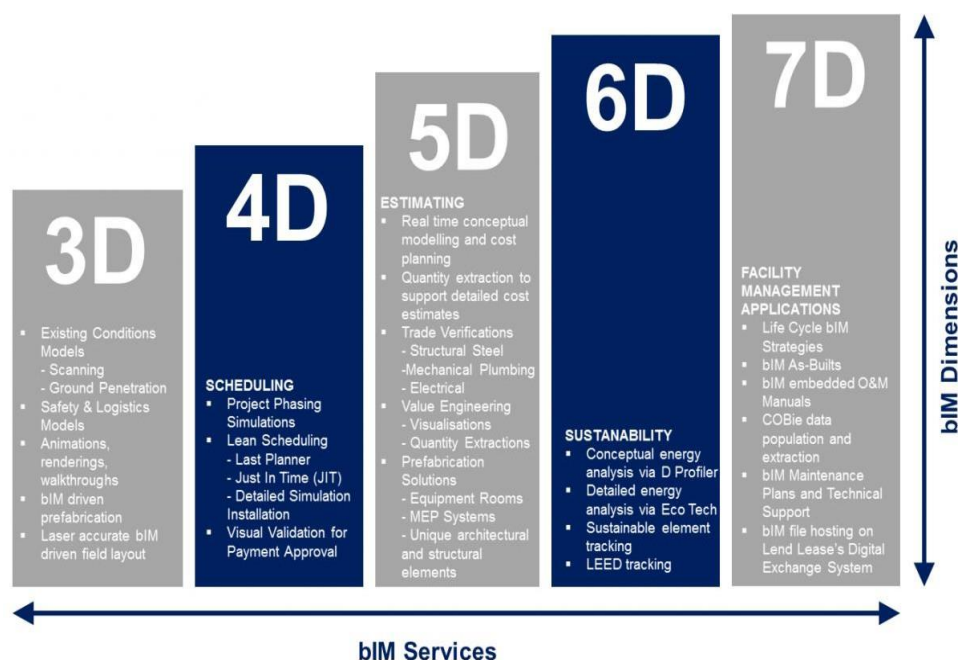 3D
▪ Existing Conditions
Models
- Scanning
- Ground Penetration
▪ Safety & Logistics
Models
▪ Animations,
renderings,
walkthroughs
▪ bIM driven
prefabrication
▪ Laser accurate bIM
driven field layout
4D
SCHEDULING
▪ Project Phasing
Simulations
▪ Lean Scheduling
- Last Planner
- Just In Time (JIT)
- Detailed Simulation
Installation
▪ Visual Validation for
Payment Approval
5D
ESTIMATING
▪ Real time conceptual
modelling and cost
planning
▪ Quantity extraction to
support detailed cost
estimates
▪ Trade Verifications
- Structural Steel
-Mechanical Plumbing
- Electrical
▪ Value Engineering
- Visualisations
- Quantity Extractions
▪ Prefabrication
Solutions
- Equipment Rooms
- MEP Systems
- Unique architectural
and structural
elements
6D
SUSTANABILITY
▪ Conceptual energy
analysis via D Profiler
▪ Detailed energy
analysis via Eco Tech
▪ Sustainable element
tracking
▪ LEED tracking
7D
FACILITY
MANAGEMENT
APPLICATIONS
▪ Life Cycle bIM
Strategies
▪ bIM As-Builts
▪ bIM embedded O&M
Manuals
▪ COBie data
population and
extraction
▪ bIM Maintenance
Plans and Technical
Support
▪ bIM file hosting on
Lend Lease's Digital
Exchange System
bIM Dimensions
bIM Services